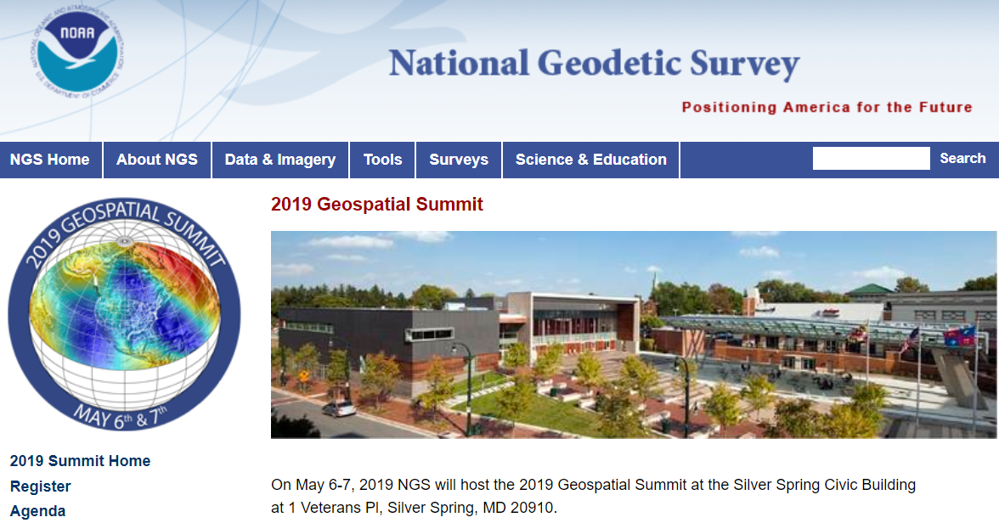 NOAA
NATIONAL OCEANIC AND ATMOSPHERIC ADMINISTRATION
U.S. DEPARTMENT OF COMMERCE
National Geodetic Survey
Positioning America for the Future
NGS Home
About NGS
Data & Imagery
Tools
Surveys
Science & Education
Search
2019 GEOSPATIAL SUMMIT
MAY 6th & 7th
2019 Summit Home
Register
Agenda
2019 Geospatial Summit
On May 6-7, 2019 NGS will host the 2019 Geospatial Summit at the Silver Spring Civic Building
at 1 Veterans Pl, Silver Spring, MD 20910.